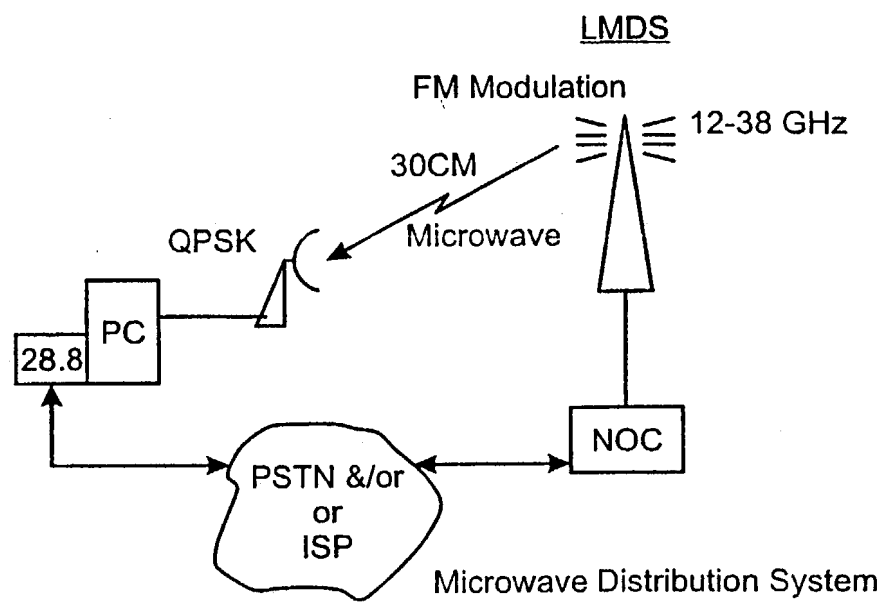 LMDS
FM Modulation
12-38 GHz
30CM
Microwave
QPSK
PC
28.8
NOC
PSTN &/or
or
ISP
Microwave Distribution System